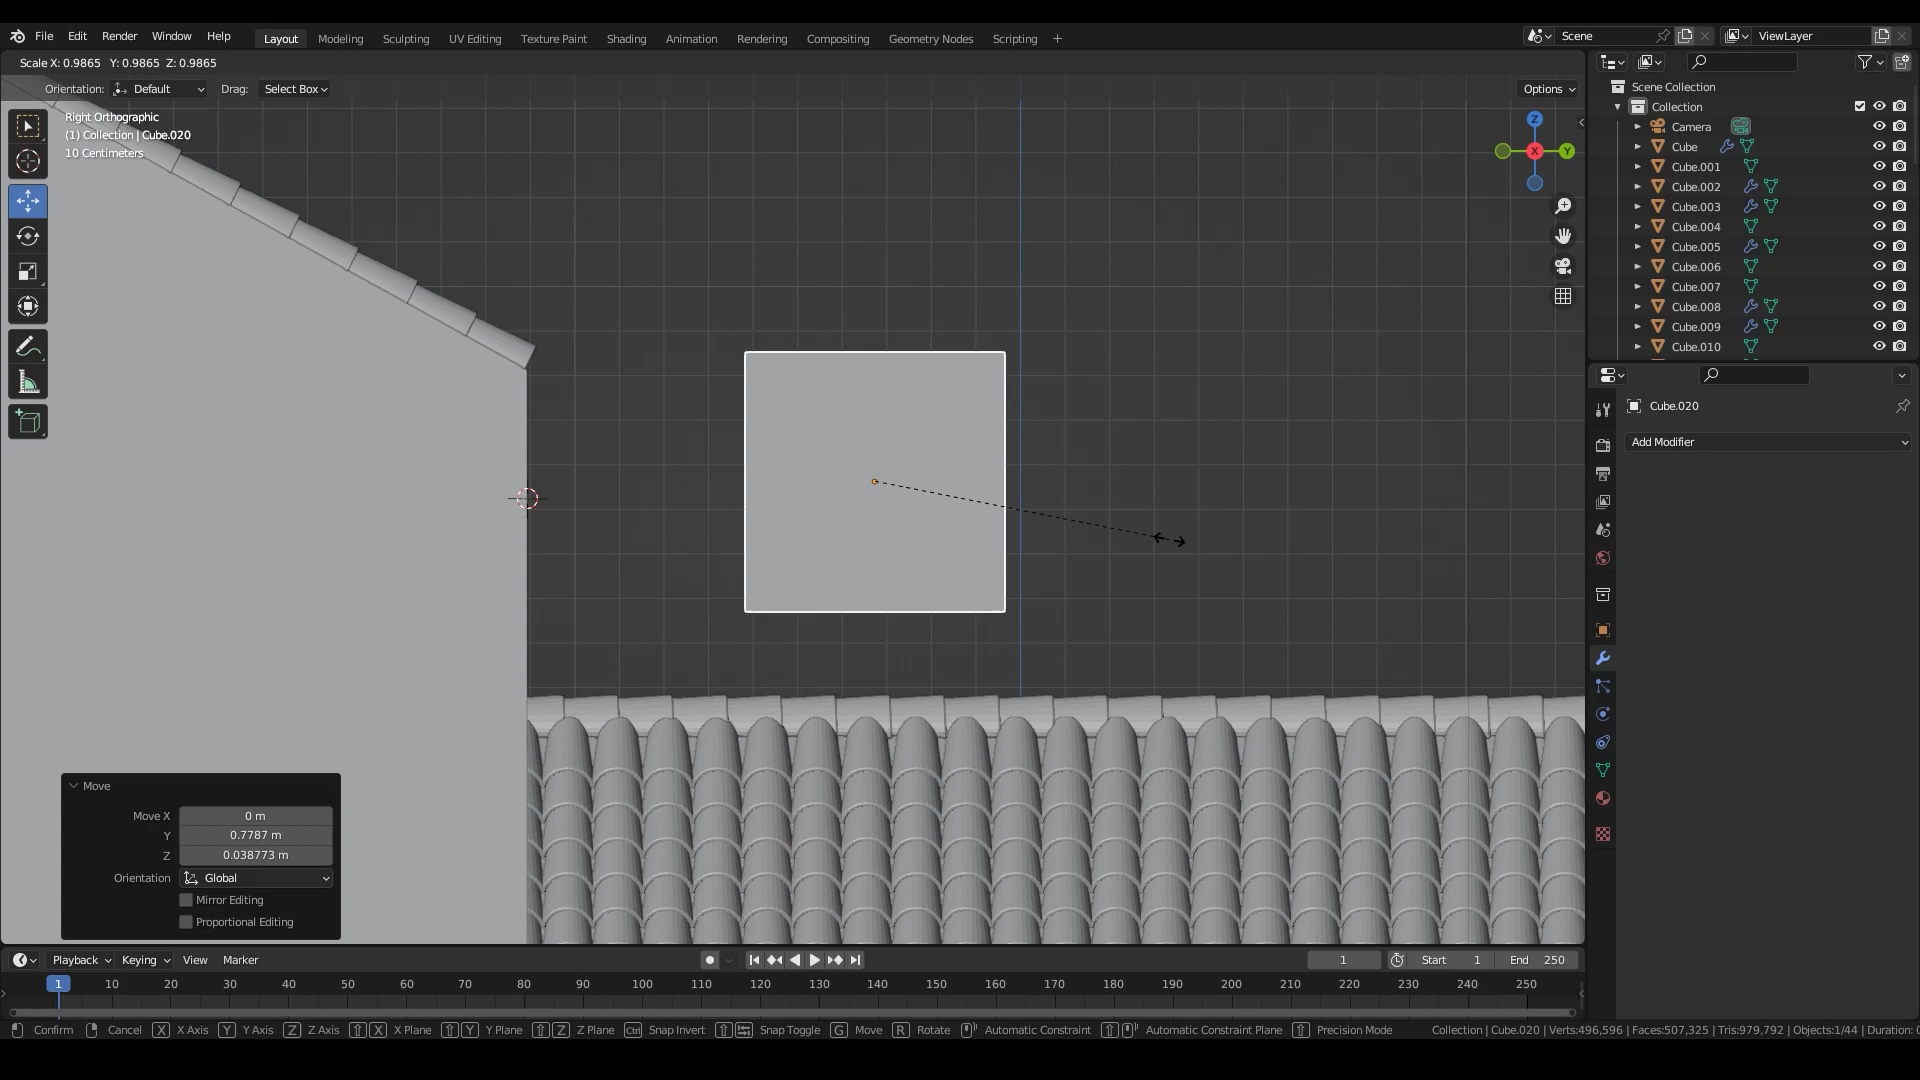 File Edit Render Window Help Layout Modeling Sculpting UV Editing Texture Paint Shading Animation Rendering Compositing Geometry Nodes Scripting + Scene ViewLayer
Scale X: 0.9865 Y: 0.9865 Z: 0.9865
Orientation: Default Drag: Select Box Options
Right Orthographic
(1) Collection | Cube.020
10 Centimeters
Z
X
Y
Scene Collection
Collection
Camera
Cube
Cube.001
Cube.002
Cube.003
Cube.004
Cube.005
Cube.006
Cube.007
Cube.008
Cube.009
Cube.010
Cube.020
Add Modifier
Move
Move X 0 m
Y 0.7787 m
Z 0.038773 m
Orientation Global
Mirror Editing
Proportional Editing
Playback Keying View Marker 1 Start 1 End 250
1 10 20 30 40 50 60 70 80 90 100 110 120 130 140 150 160 170 180 190 200 210 220 230 240 250
Confirm Cancel X X Axis Y Y Axis Z Z Axis X X Plane Y Y Plane Z Z Plane Ctrl Snap Invert Snap Toggle G Move R Rotate Automatic Constraint Automatic Constraint Plane Precision Mode Collection | Cube.020 | Verts:496,596 | Faces:507,325 | Tris:979,792 | Objects:1/44 | Duration: